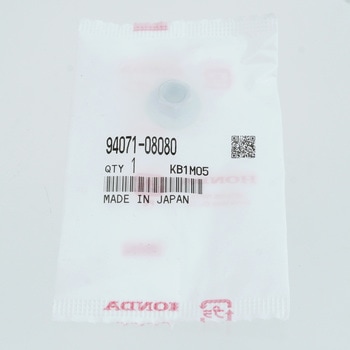 94071-08080
QTY 1 KB1M05
MADE IN JAPAN
HONDA